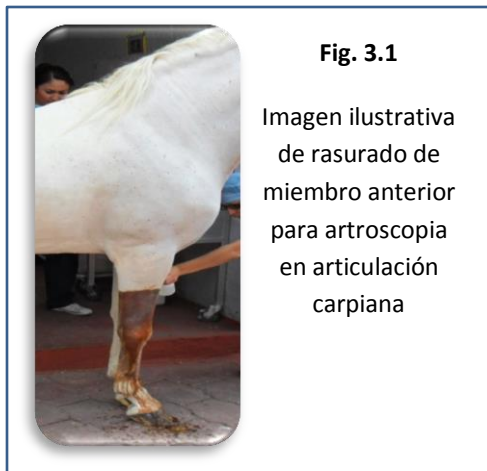 Fig. 3.1
Imagen ilustrativa
de rasurado de
miembro anterior
para artroscopia
en articulación
carpiana